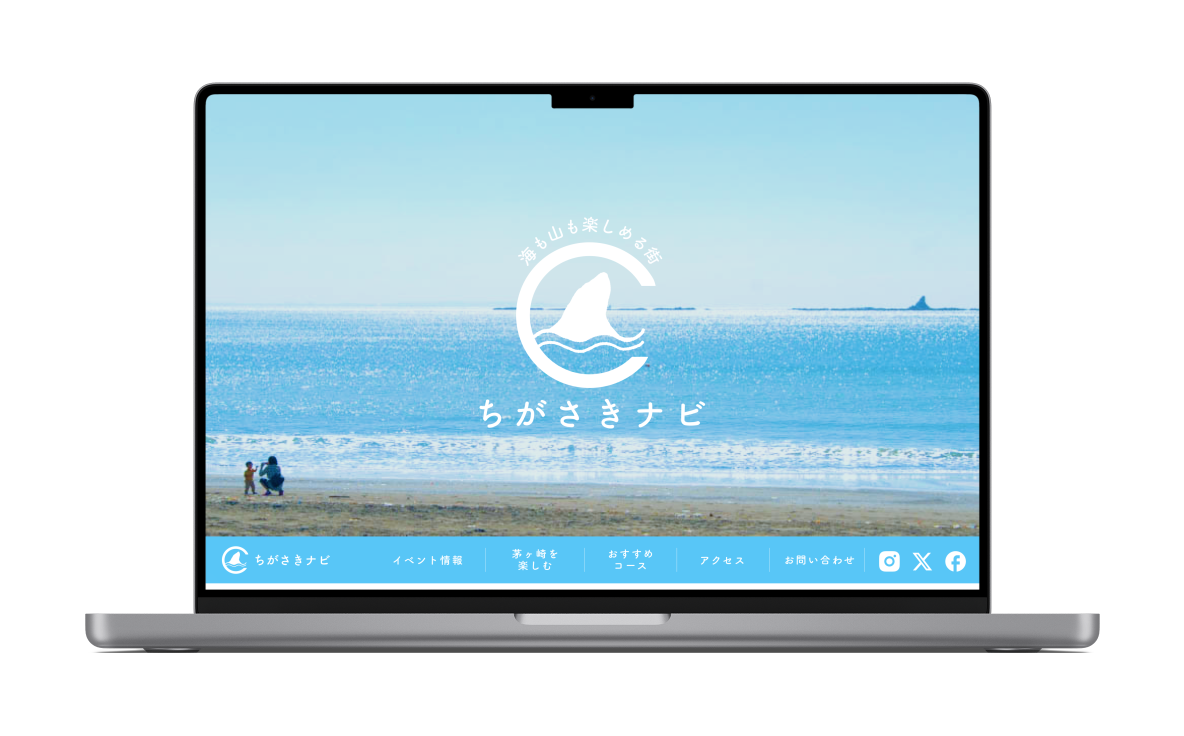 海も山も楽しめる街
ちがさきナビ
ちがさきナビ
イベント情報
茅ヶ崎を
楽しむ
おすすめ
コース
アクセス
お問い合わせ